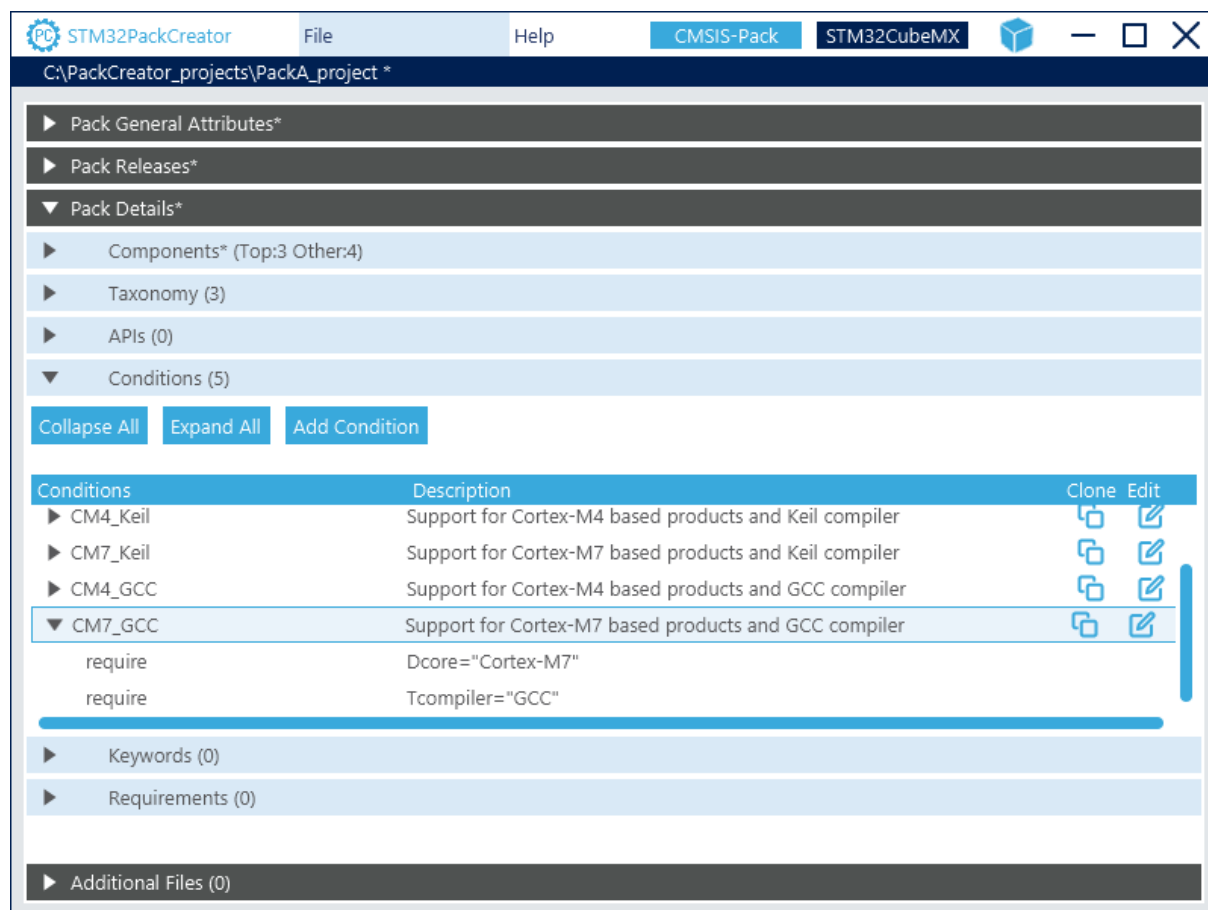 PC STM32PackCreator File Help CMSIS-Pack STM32CubeMX
C:\PackCreator_projects\PackA_project *
Pack General Attributes*
Pack Releases*
Pack Details*
Components* (Top:3 Other:4)
Taxonomy (3)
APIs (0)
Conditions (5)
Collapse All Expand All Add Condition
Conditions Description Clone Edit
CM4_Keil Support for Cortex-M4 based products and Keil compiler
CM7_Keil Support for Cortex-M7 based products and Keil compiler
CM4_GCC Support for Cortex-M4 based products and GCC compiler
CM7_GCC Support for Cortex-M7 based products and GCC compiler
require Dcore="Cortex-M7"
require Tcompiler="GCC"
Keywords (0)
Requirements (0)
Additional Files (0)